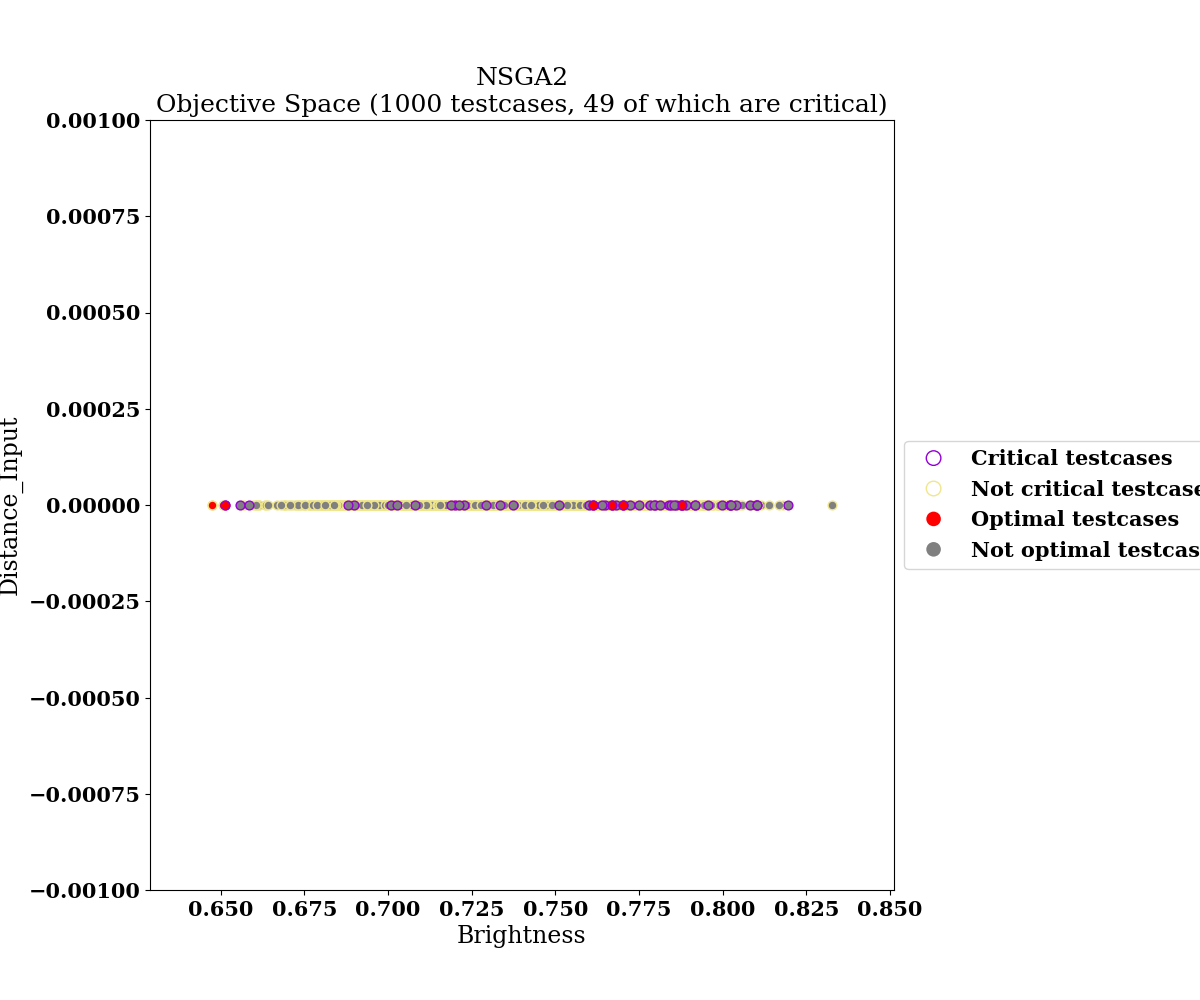 NSGA2
Objective Space (1000 testcases, 49 of which are critical)
0.00100
0.00075
0.00050
0.00025
0.00000
−0.00025
−0.00050
−0.00075
−0.00100
Distance_Input
0.650 0.675 0.700 0.725 0.750 0.775 0.800 0.825 0.850
Brightness
Critical testcases
Not critical testcase
Optimal testcases
Not optimal testcas